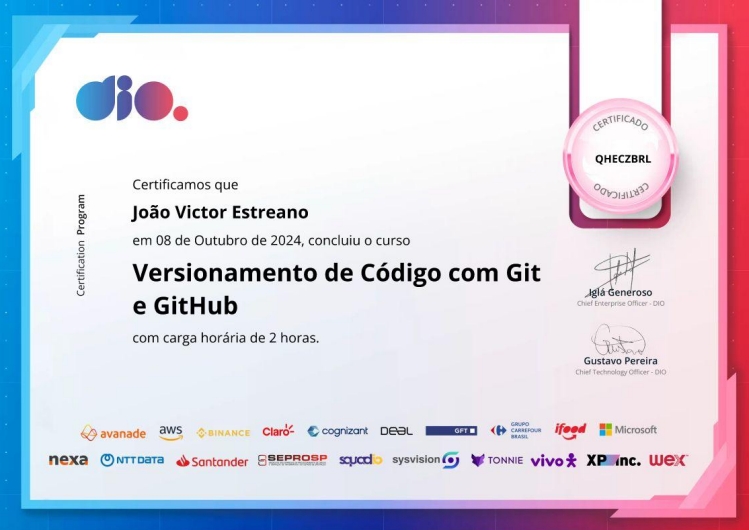 dio.
CERTIFICADO
QHECZBRL
CERTIFICADO
Certification Program
Certificamos que
João Victor Estreano
em 08 de Outubro de 2024, concluiu o curso
Versionamento de Código com Git
e GitHub
com carga horária de 2 horas.
Iglá Generoso
Chief Enterprise Officer - DIO
Gustavo Pereira
Chief Technology Officer - DIO
avanade aws BINANCE Claro cognizant DEAL GFT GRUPO CARREFOUR BRASIL ifood Microsoft
nexa NTT DATA Santander SEPROSP squadio sysvision TONNIE vivo XP inc. wex